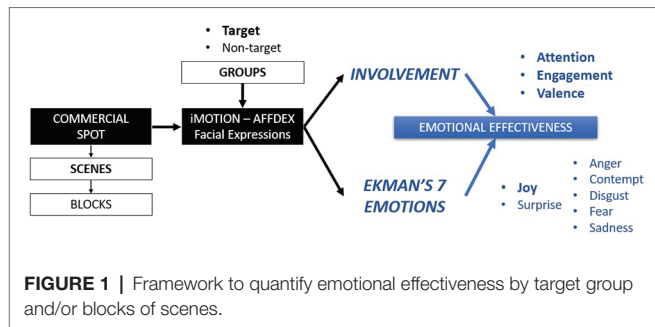 • Target
• Non-target
GROUPS
COMMERCIAL
SPOT
SCENES
BLOCKS
iMOTION – AFFDEX
Facial Expressions
INVOLVEMENT
• Attention
• Engagement
• Valence
EMOTIONAL EFFECTIVENESS
EKMAN'S 7
EMOTIONS
• Joy
• Surprise
• Anger
• Contempt
• Disgust
• Fear
• Sadness
FIGURE 1 | Framework to quantify emotional effectiveness by target group
and/or blocks of scenes.